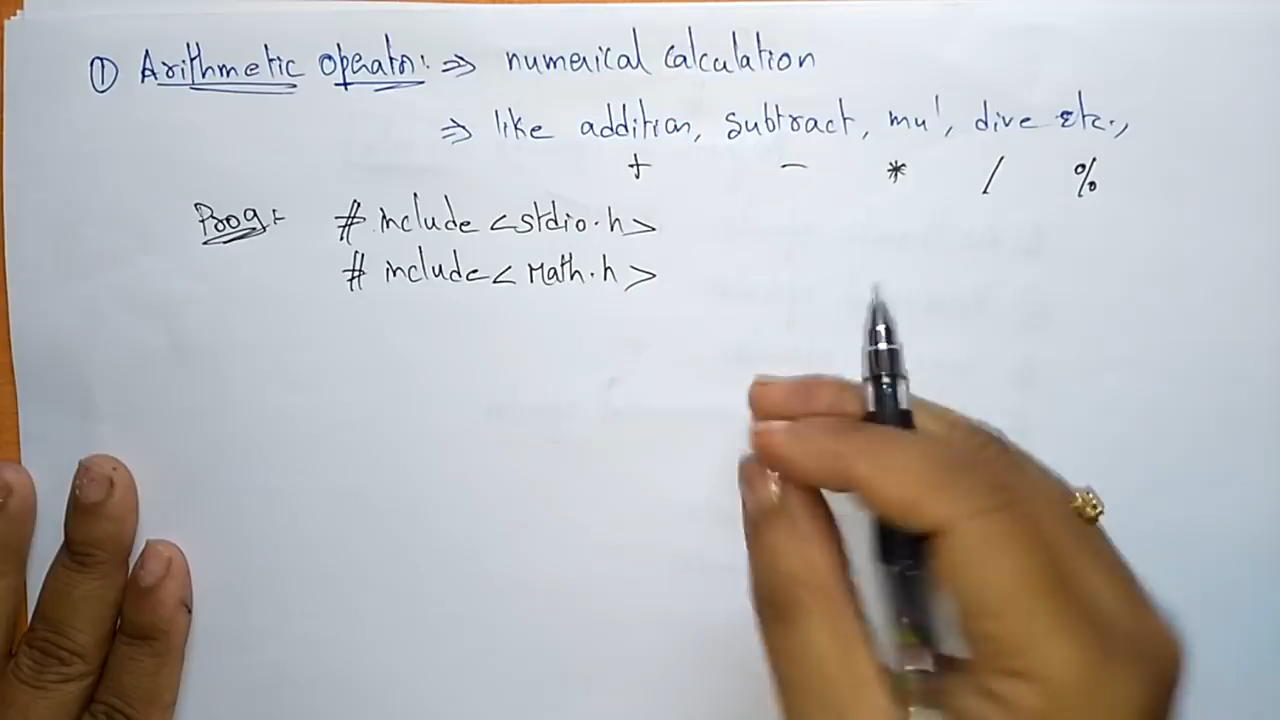 ① Arithmetic operator: ⇒ numerical calculation
⇒ like addition, subtract, mul, dive etc.,
+ - * / %
Prog:- # include <stdio.h>
# include < Math.h >